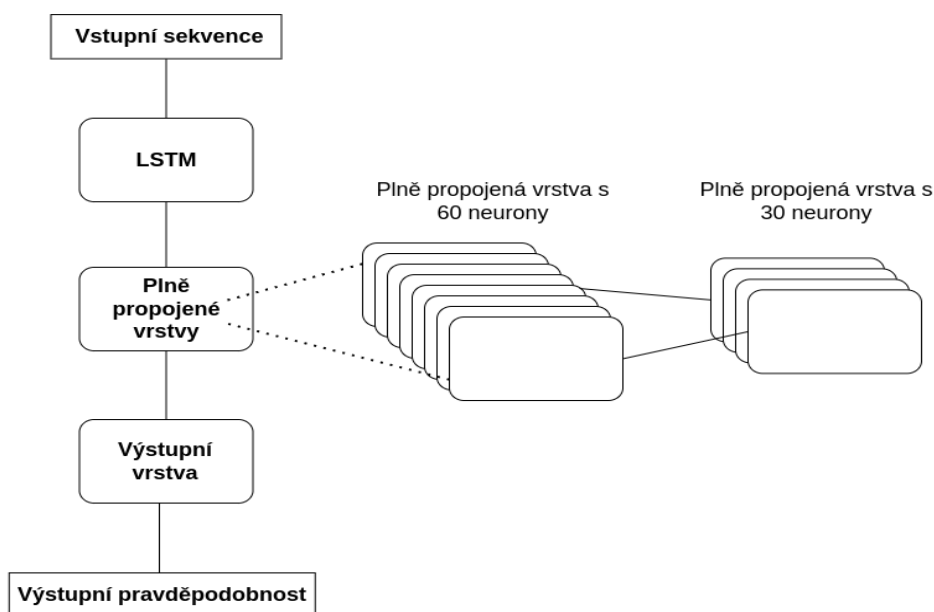 Vstupní sekvence
LSTM
Plně propojená vrstva s
60 neurony
Plně propojená vrstva s
30 neurony
Plně
propojené
vrstvy
Výstupní
vrstva
Výstupní pravděpodobnost